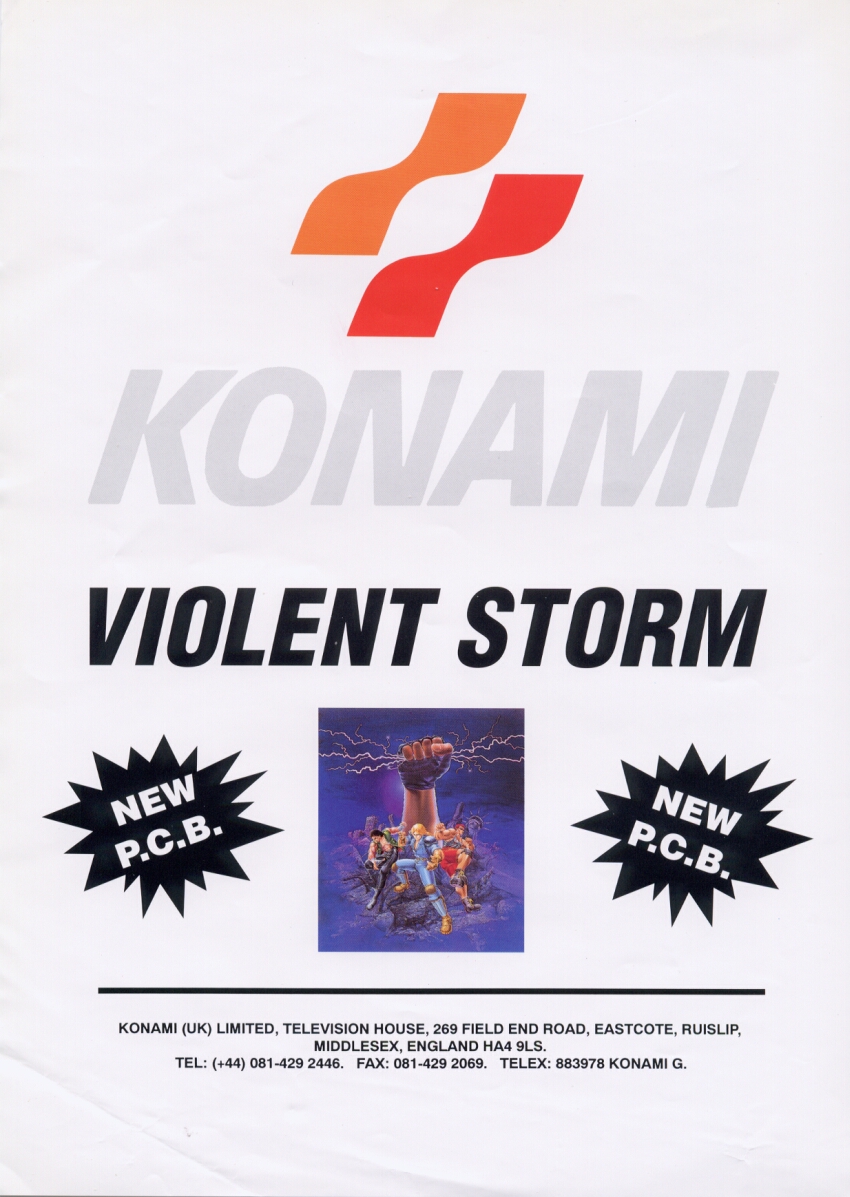 KONAMI
VIOLENT STORM
NEW
P.C.B.
NEW
P.C.B.
KONAMI (UK) LIMITED, TELEVISION HOUSE, 269 FIELD END ROAD, EASTCOTE, RUISLIP,
MIDDLESEX, ENGLAND HA4 9LS.
TEL: (+44) 081-429 2446. FAX: 081-429 2069. TELEX: 883978 KONAMI G.